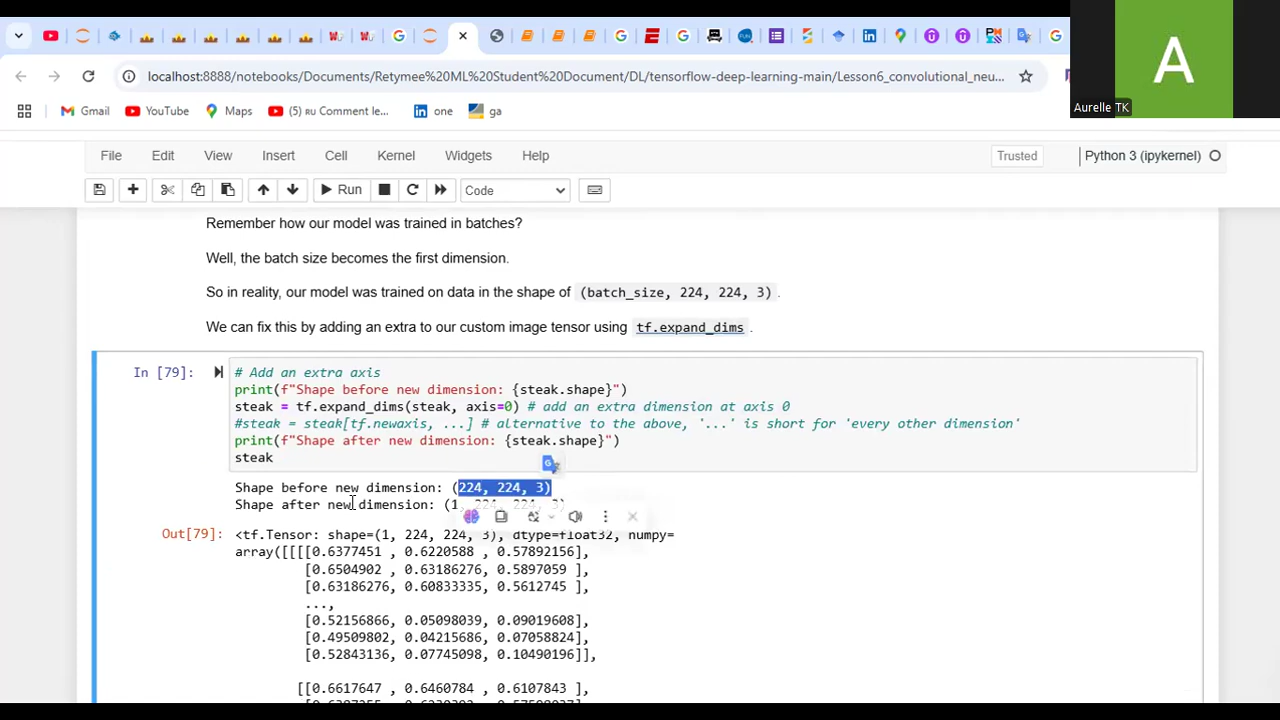 localhost:8888/notebooks/Documents/Retymee%20ML%20Student%20Document/DL/tensorflow-deep-learning-main/Lesson6_convolutional_neu...
A
Aurelle TK
Gmail
YouTube
Maps
(5) ʀᴜ Comment le...
one
ga
File Edit View Insert Cell Kernel Widgets Help
Trusted
Python 3 (ipykernel)
Run
Code
Remember how our model was trained in batches?
Well, the batch size becomes the first dimension.
So in reality, our model was trained on data in the shape of (batch_size, 224, 224, 3).
We can fix this by adding an extra to our custom image tensor using tf.expand_dims.
In [79]:
# Add an extra axis
print(f"Shape before new dimension: {steak.shape}")
steak = tf.expand_dims(steak, axis=0) # add an extra dimension at axis 0
#steak = steak[tf.newaxis, ...] # alternative to the above, '...' is short for 'every other dimension'
print(f"Shape after new dimension: {steak.shape}")
steak
Shape before new dimension: (224, 224, 3)
Shape after new dimension: (1, 224, 224, 3)
Out[79]:
<tf.Tensor: shape=(1, 224, 224, 3), dtype=float32, numpy=
array([[[[0.6377451 , 0.6220588 , 0.57892156],
[0.6504902 , 0.63186276, 0.5897059 ],
[0.63186276, 0.60833335, 0.5612745 ],
...,
[0.52156866, 0.05098039, 0.09019608],
[0.49509802, 0.04215686, 0.07058824],
[0.52843136, 0.07745098, 0.10490196]],
[[0.6617647 , 0.6460784 , 0.6107843 ],